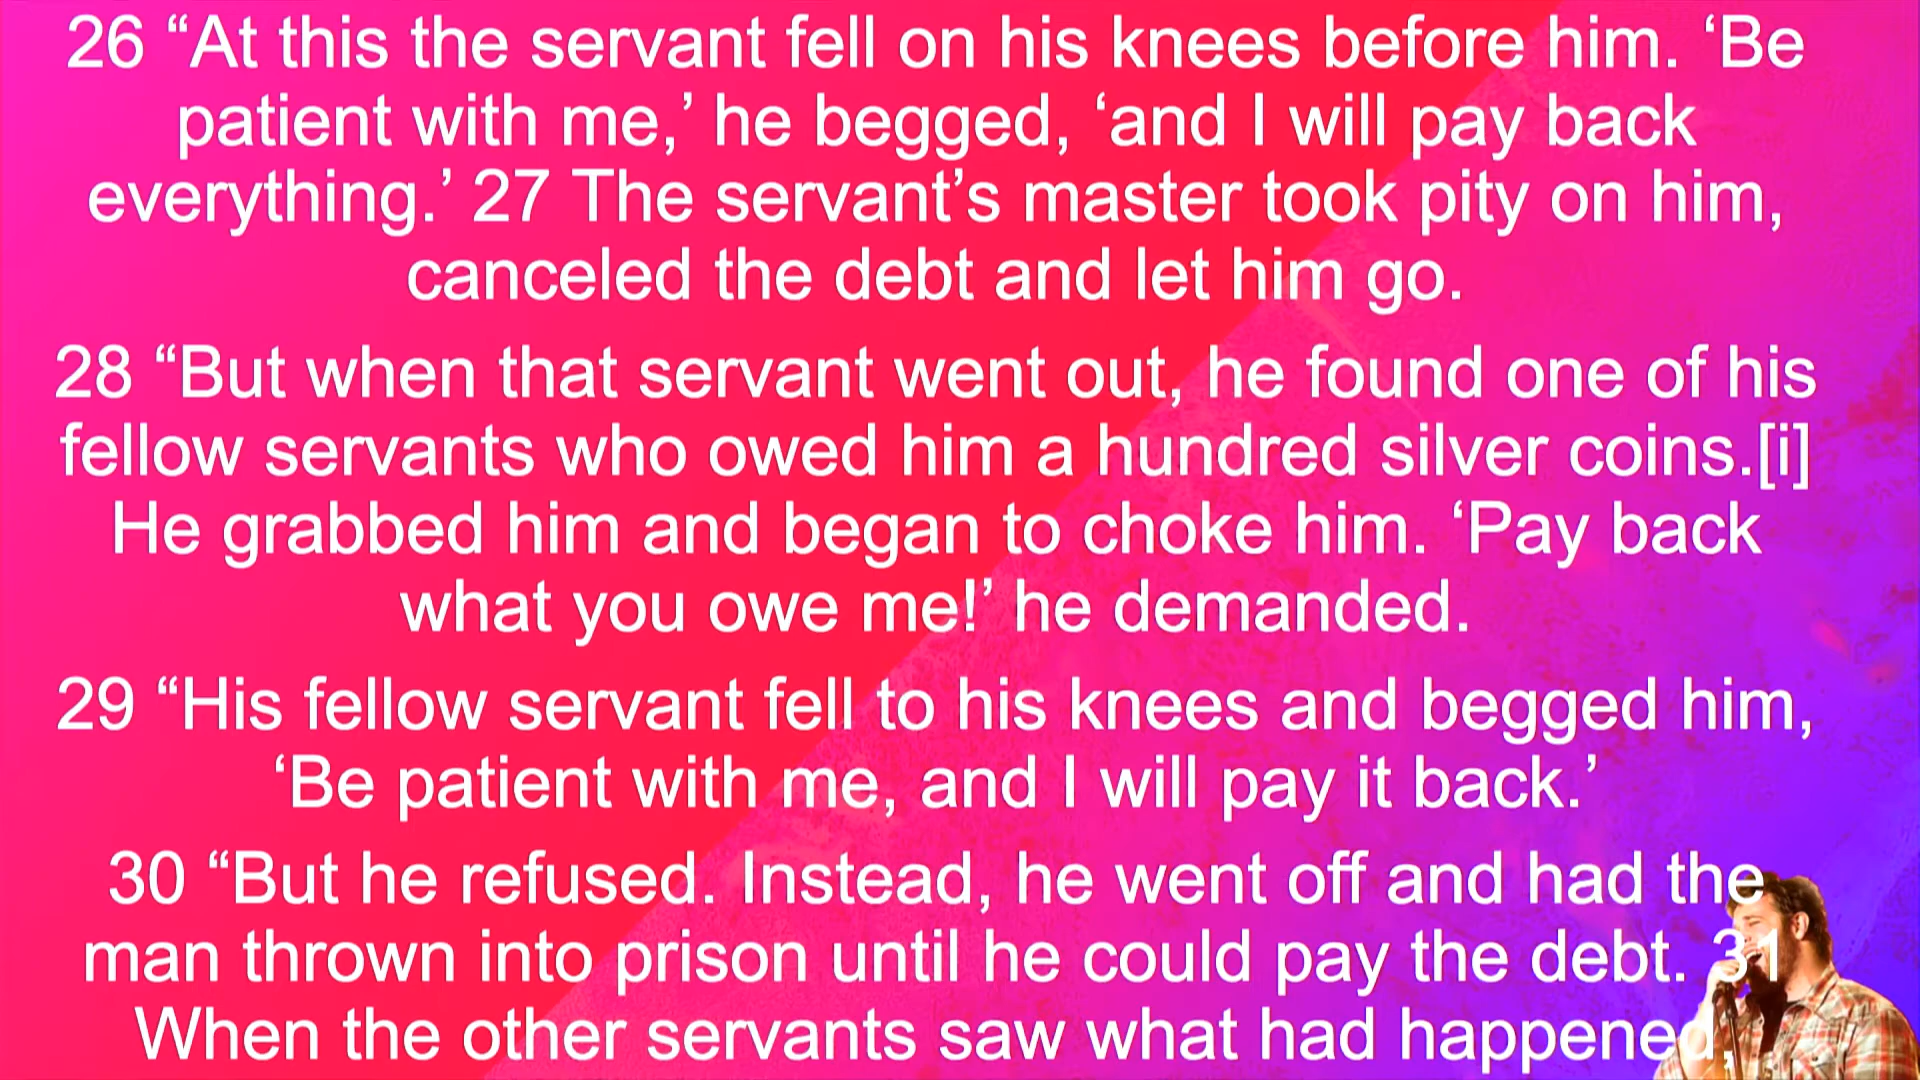 26 “At this the servant fell on his knees before him. ‘Be
patient with me,’ he begged, ‘and I will pay back
everything.’ 27 The servant’s master took pity on him,
canceled the debt and let him go.
28 “But when that servant went out, he found one of his
fellow servants who owed him a hundred silver coins.[i]
He grabbed him and began to choke him. ‘Pay back
what you owe me!’ he demanded.
29 “His fellow servant fell to his knees and begged him,
‘Be patient with me, and I will pay it back.’
30 “But he refused. Instead, he went off and had the
man thrown into prison until he could pay the debt. 31
When the other servants saw what had happened,